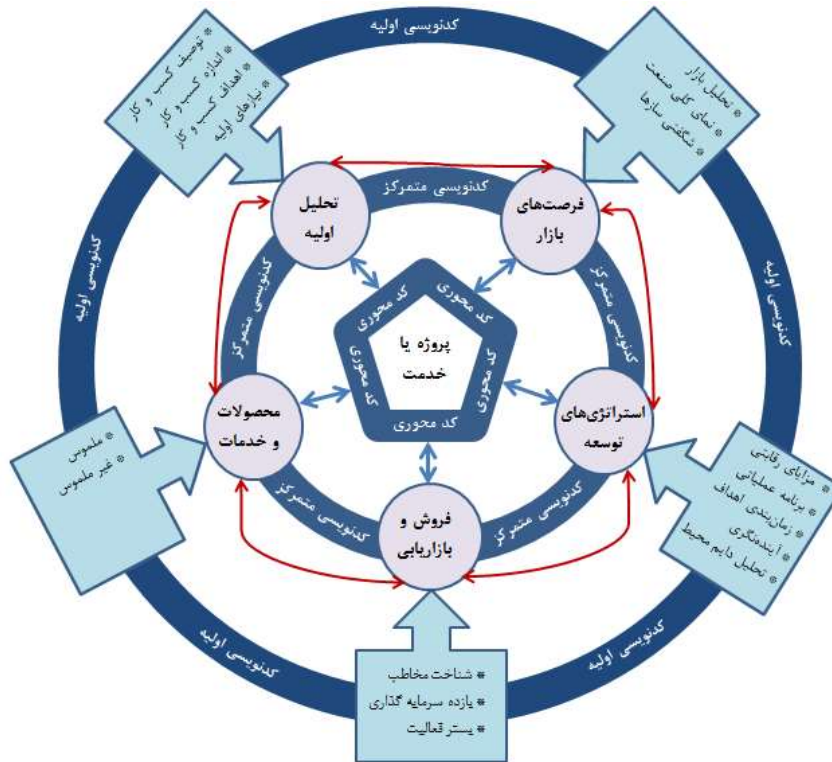 کدنویسی اولیه
* توصیف کسب و کار
* اندازه کسب و کار
* اهداف کسب و کار
* نیازهای اولیه
* تحلیل بازار
* نمای کلی صنعت
* شگفتی سازها
کدنویسی متمرکز
تحلیل
اولیه
فرصت‌های
بازار
کدنویسی اولیه
کدنویسی اولیه
کدنویسی متمرکز
کدنویسی متمرکز
کد محوری
کد محوری
کد محوری
کد محوری
کد محوری
پروژه یا
خدمت
محصولات
و خدمات
استراتژی‌های
توسعه
* ملموس
* غیر ملموس
* مزایای رقابتی
* برنامه عملیاتی
* زمان‌بندی اهداف
* آینده‌نگری
* تحلیل دایم محیط
کدنویسی متمرکز
کدنویسی متمرکز
فروش و
بازاریابی
کدنویسی اولیه
کدنویسی اولیه
* شناخت مخاطب
* بازده سرمایه گذاری
* بستر فعالیت